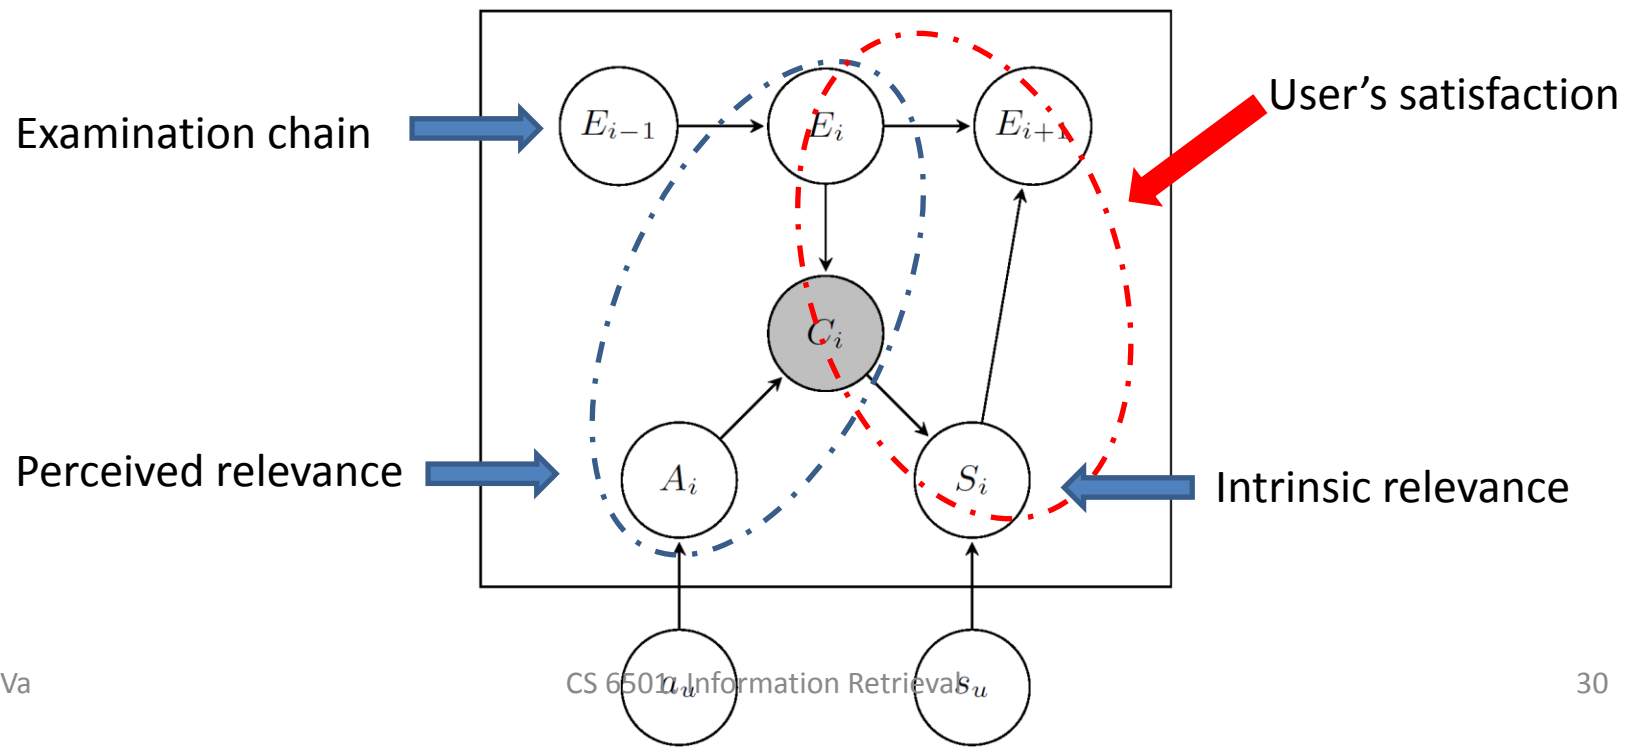 User's satisfaction
Examination chain
E_{i−1}
E_i
E_{i+1}
C_i
Perceived relevance
A_i
S_i
Intrinsic relevance
a_u
s_u
Va
CS 6501: Information Retrieval
30